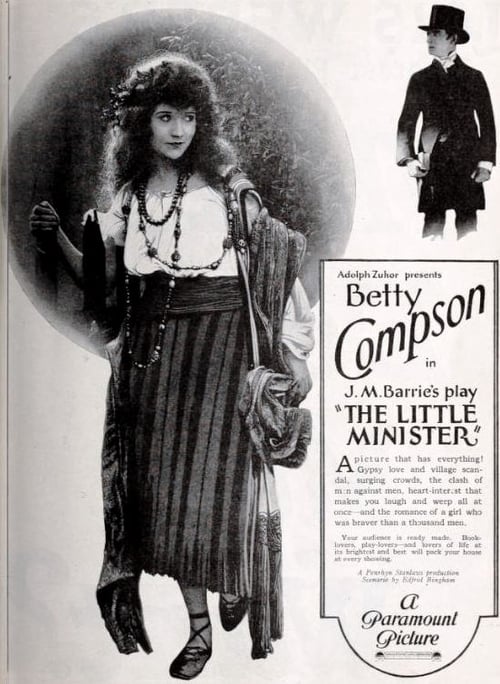 Adolph Zukor presents
Betty
Compson
in
J. M. Barrie's play
"THE LITTLE
MINISTER"
A picture that has everything!
Gypsy love and village scan-
dal, surging crowds, the clash of
men against men, heart-interest that
makes you laugh and weep all at
once—and the romance of a girl who
was braver than a thousand men.
Your audience is ready made. Book-
lovers, play-lovers—and lovers of life at
its brightest and best will pack your house
at every showing.
A Penrhyn Stanlaws production
Scenario by Edfrid Bingham
A
Paramount
Picture